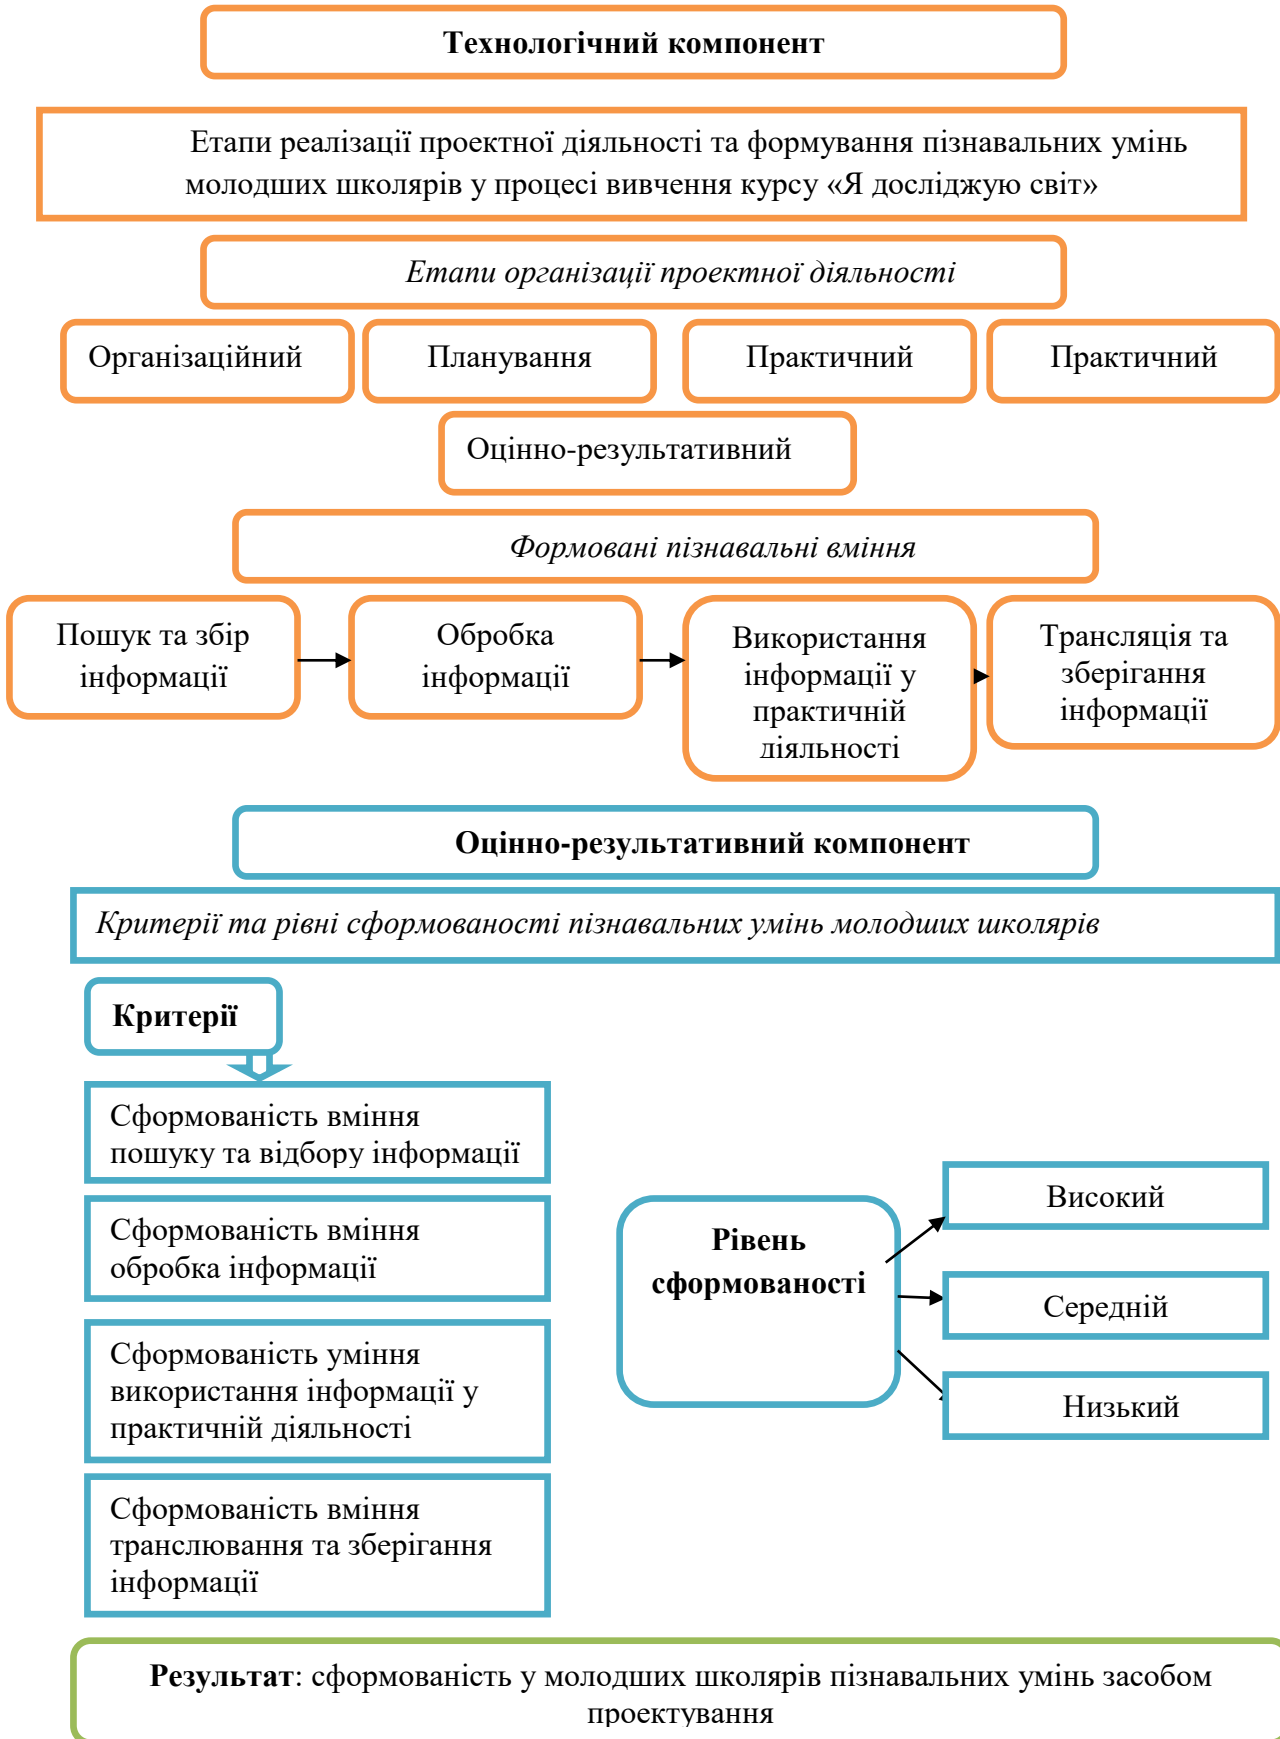 Технологічний компонент
Етапи реалізації проектної діяльності та формування пізнавальних умінь
молодших школярів у процесі вивчення курсу «Я досліджую світ»
Етапи організації проектної діяльності
Організаційний
Планування
Практичний
Практичний
Оцінно-результативний
Формовані пізнавальні вміння
Пошук та збір
інформації
Обробка
інформації
Використання
інформації у
практичній
діяльності
Трансляція та
зберігання
інформації
Оцінно-результативний компонент
Критерії та рівні сформованості пізнавальних умінь молодших школярів
Критерії
Сформованість вміння
пошуку та відбору інформації
Сформованість вміння
обробка інформації
Сформованість уміння
використання інформації у
практичній діяльності
Сформованість вміння
транслювання та зберігання
інформації
Рівень
сформованості
Високий
Середній
Низький
Результат: сформованість у молодших школярів пізнавальних умінь засобом
проектування